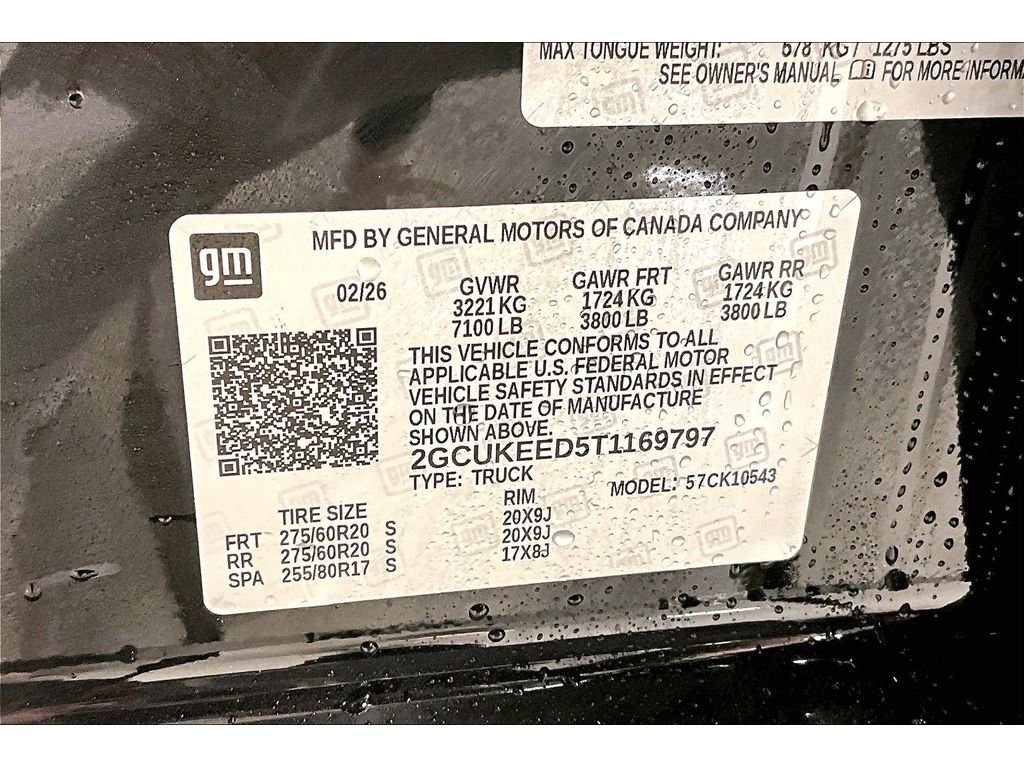 MAX TONGUE WEIGHT: 678 KG / 1275 LBS
SEE OWNER'S MANUAL FOR MORE INFORMA
gm
MFD BY GENERAL MOTORS OF CANADA COMPANY
02/26
GVWR GAWR FRT GAWR RR
3221 KG 1724 KG 1724 KG
7100 LB 3800 LB 3800 LB
THIS VEHICLE CONFORMS TO ALL
APPLICABLE U.S. FEDERAL MOTOR
VEHICLE SAFETY STANDARDS IN EFFECT
ON THE DATE OF MANUFACTURE
SHOWN ABOVE.
2GCUKEED5T1169797
TYPE: TRUCK MODEL: 57CK10543
TIRE SIZE RIM
FRT 275/60R20 S 20X9J
RR 275/60R20 S 20X9J
SPA 255/80R17 S 17X8J